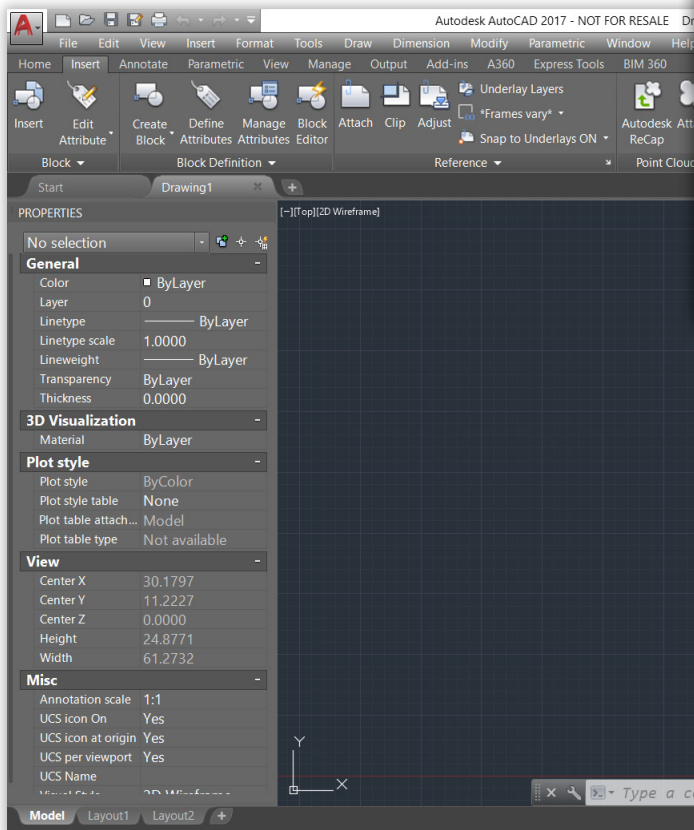 Autodesk AutoCAD 2017 - NOT FOR RESALE
File Edit View Insert Format Tools Draw Dimension Modify Parametric Window Help
Home Insert Annotate Parametric View Manage Output Add-ins A360 Express Tools BIM 360
Underlay Layers
*Frames vary*
Snap to Underlays ON
Insert Edit Attribute Create Block Define Attributes Manage Attributes Block Editor Attach Clip Adjust Autodesk ReCap
Block Block Definition Reference Point Cloud
Start Drawing1
PROPERTIES
[−][Top][2D Wireframe]
No selection
General
Color ByLayer
Layer 0
Linetype ByLayer
Linetype scale 1.0000
Lineweight ByLayer
Transparency ByLayer
Thickness 0.0000
3D Visualization
Material ByLayer
Plot style
Plot style ByColor
Plot style table None
Plot table attach... Model
Plot table type Not available
View
Center X 30.1797
Center Y 11.2227
Center Z 0.0000
Height 24.8771
Width 61.2732
Misc
Annotation scale 1:1
UCS icon On Yes
UCS icon at origin Yes
UCS per viewport Yes
UCS Name
Visual Style 2D Wireframe
Y
X
Type a
Model Layout1 Layout2 +